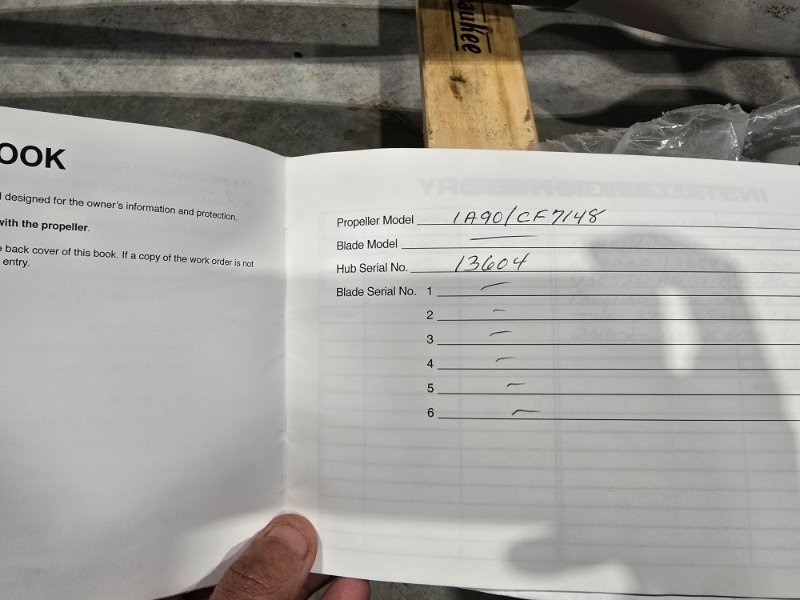 OOK
designed for the owner's information and protection.
with the propeller.
back cover of this book. If a copy of the work order is not
entry.
Propeller Model 1A90/CF7148
Blade Model —
Hub Serial No. 13604
Blade Serial No. 1 —
2 —
3 —
4 —
5 —
6 —